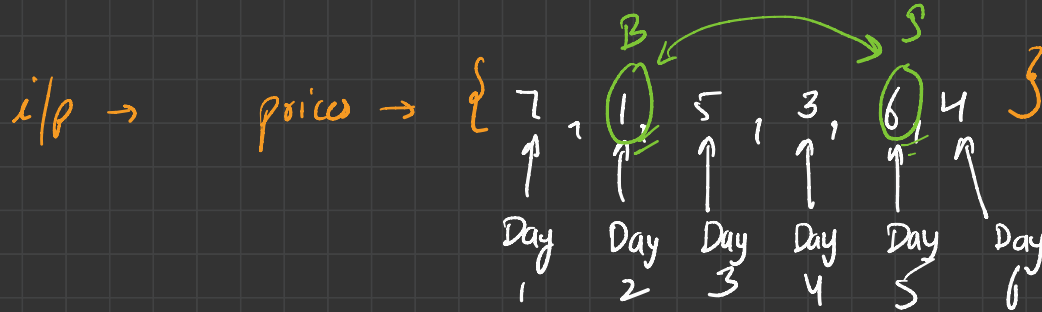 B S
i/p → prices → { 7, 1, 5, 3, 6, 4 }
Day Day Day Day Day Day
1 2 3 4 5 6